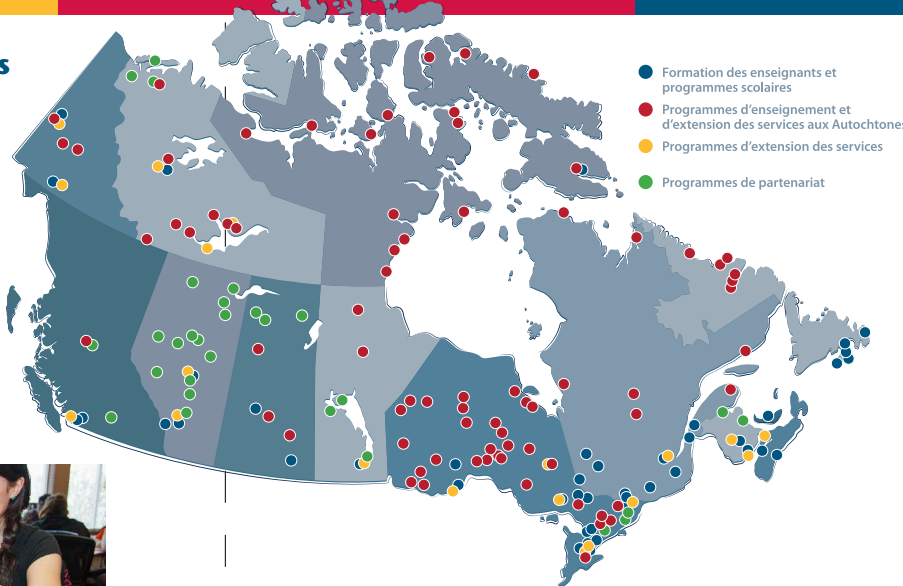 s
Formation des enseignants et
programmes scolaires
Programmes d’enseignement et
d’extension des services aux Autochtones
Programmes d’extension des services
Programmes de partenariat